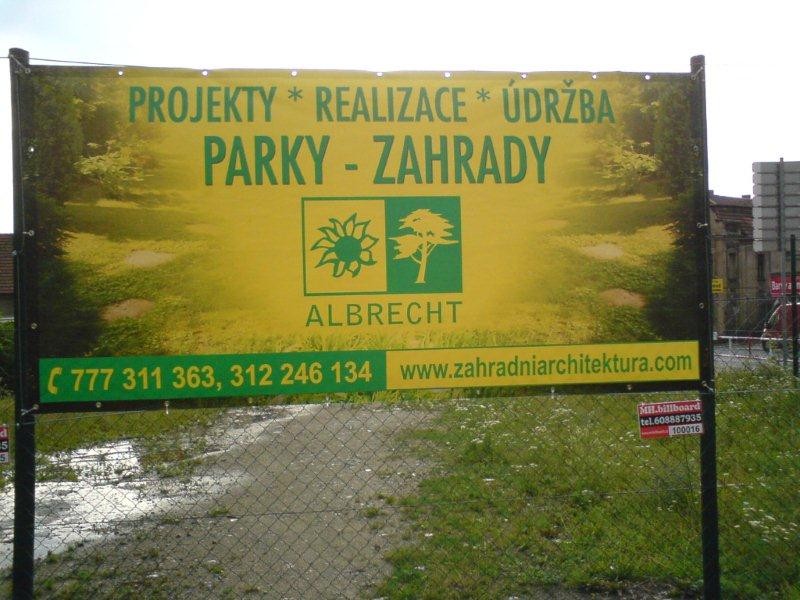 PROJEKTY * REALIZACE * ÚDRŽBA
PARKY - ZAHRADY
ALBRECHT
777 311 363, 312 246 134
www.zahradniarchitektura.com
MH.billboard
tel.608887935
100016